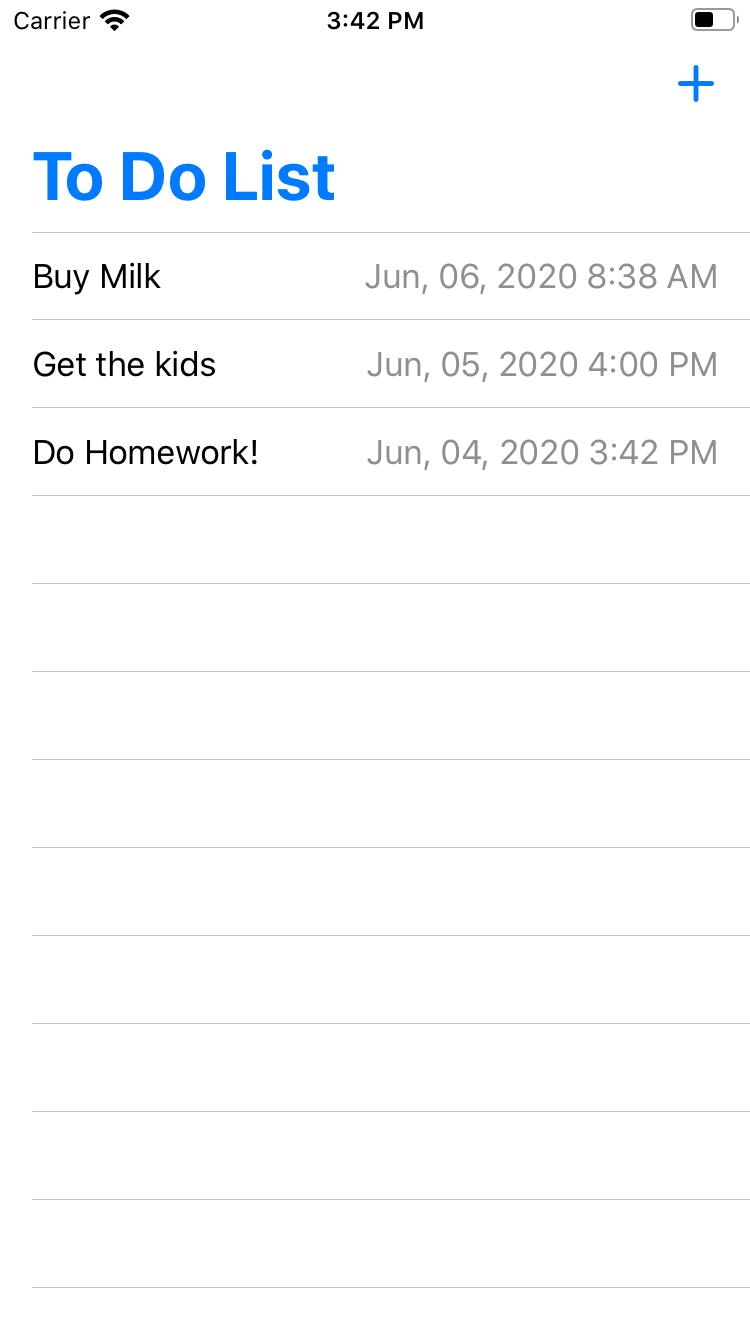 Carrier 3:42 PM
To Do List
Buy Milk Jun, 06, 2020 8:38 AM
Get the kids Jun, 05, 2020 4:00 PM
Do Homework! Jun, 04, 2020 3:42 PM